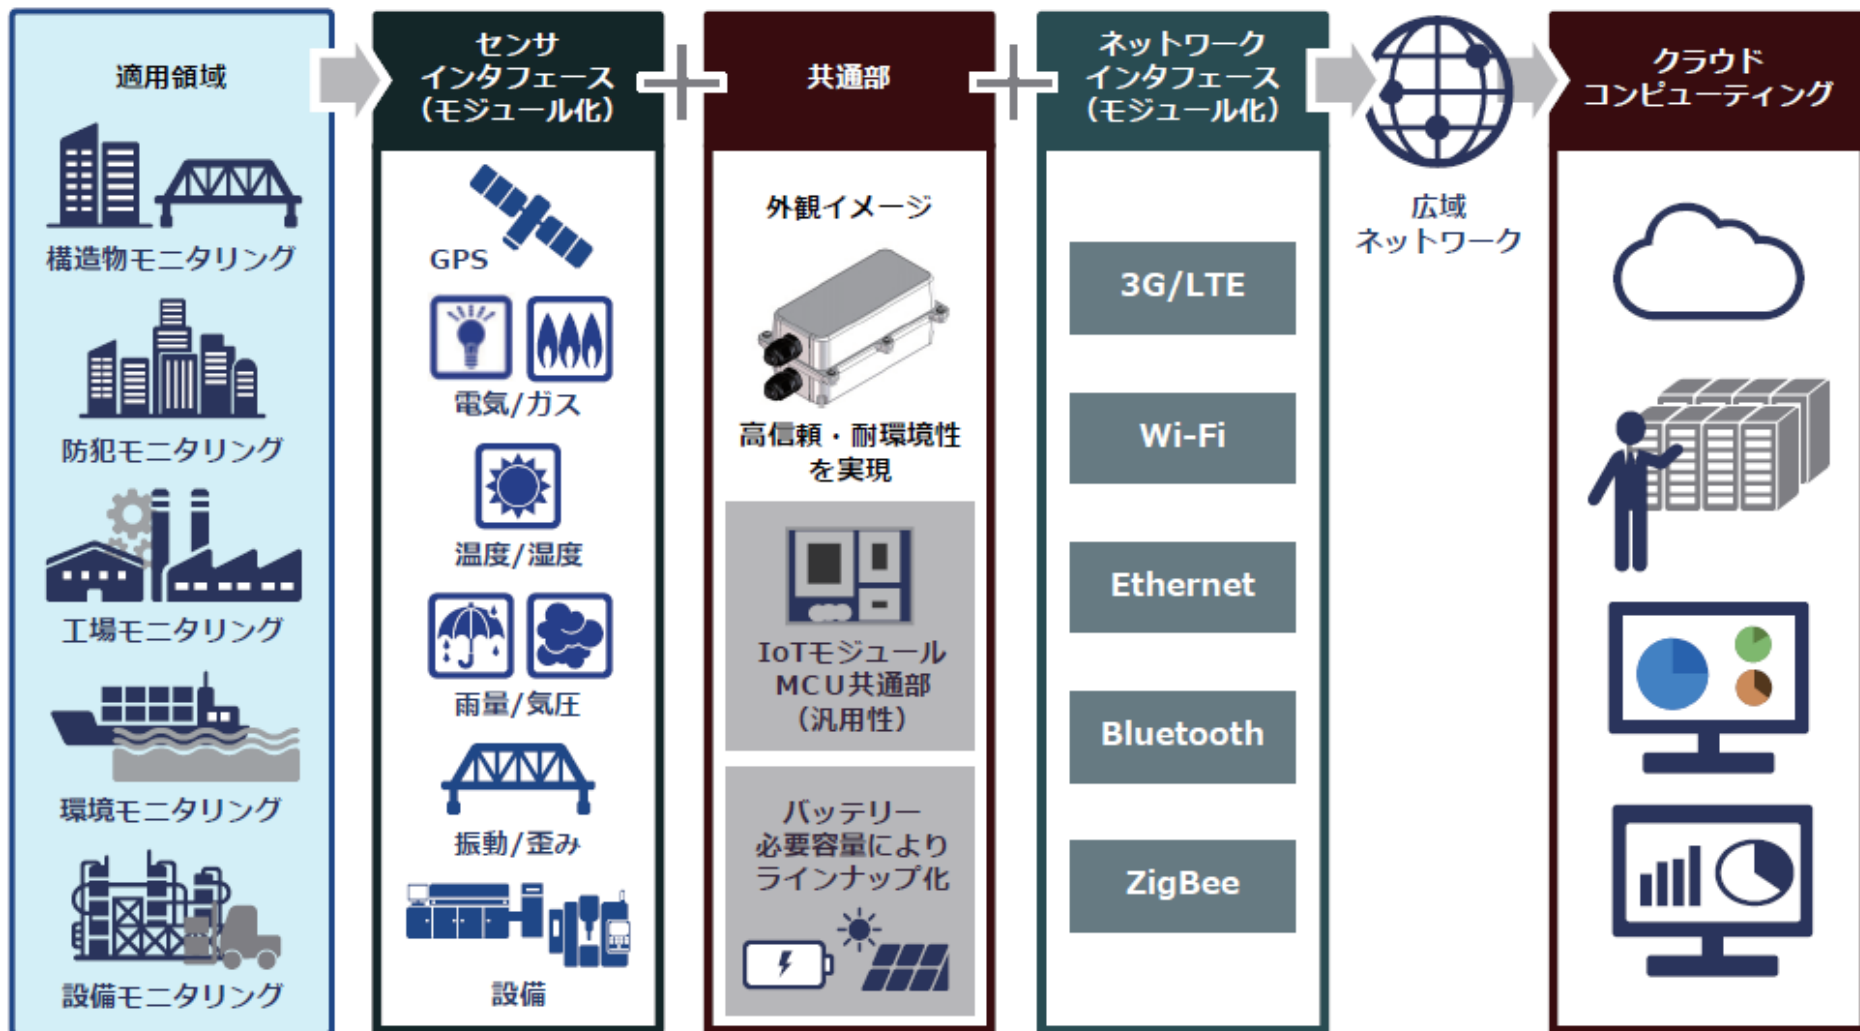 適用領域
構造物モニタリング
防犯モニタリング
工場モニタリング
環境モニタリング
設備モニタリング
センサ
インタフェース
（モジュール化）
GPS
電気/ガス
温度/湿度
雨量/気圧
振動/歪み
設備
共通部
外観イメージ
高信頼・耐環境性
を実現
IoTモジュール
MCU共通部
（汎用性）
バッテリー
必要容量により
ラインナップ化
ネットワーク
インタフェース
（モジュール化）
3G/LTE
Wi-Fi
Ethernet
Bluetooth
ZigBee
広域
ネットワーク
クラウド
コンピューティング